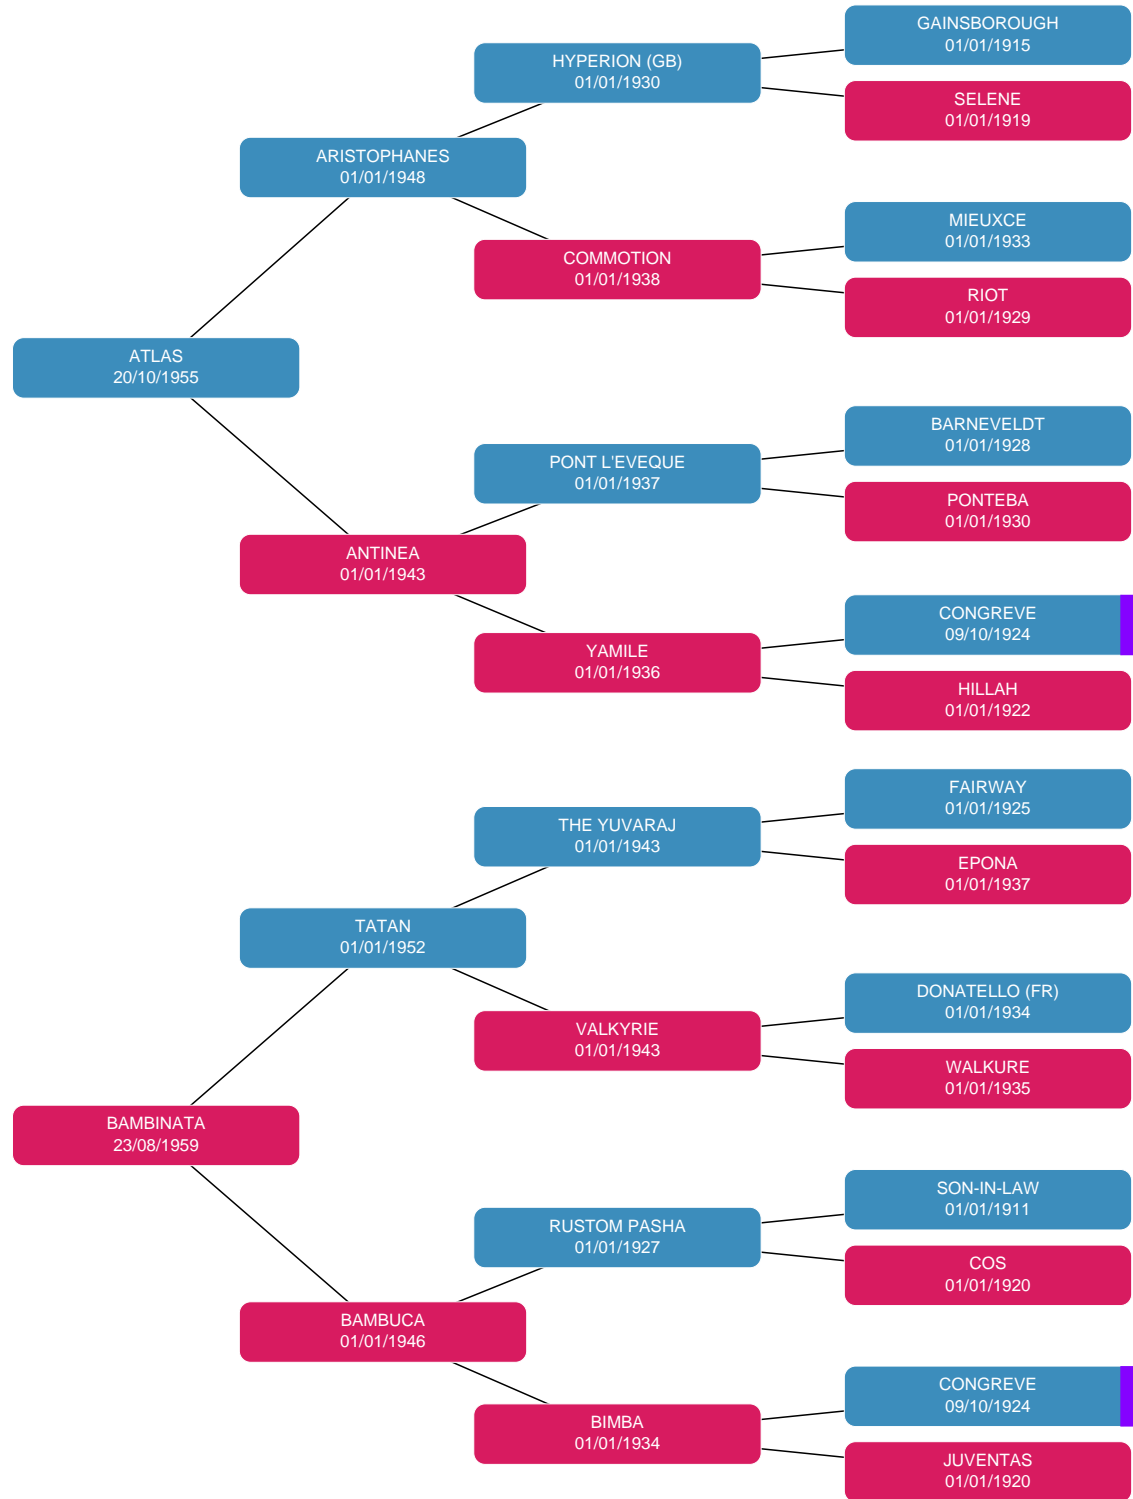 GAINSBOROUGH
01/01/1915
HYPERION (GB)
01/01/1930
SELENE
01/01/1919
ARISTOPHANES
01/01/1948
MIEUXCE
01/01/1933
COMMOTION
01/01/1938
RIOT
01/01/1929
ATLAS
20/10/1955
BARNEVELDT
01/01/1928
PONT L'EVEQUE
01/01/1937
PONTEBA
01/01/1930
ANTINEA
01/01/1943
CONGREVE
09/10/1924
YAMILE
01/01/1936
HILLAH
01/01/1922
FAIRWAY
01/01/1925
THE YUVARAJ
01/01/1943
EPONA
01/01/1937
TATAN
01/01/1952
DONATELLO (FR)
01/01/1934
VALKYRIE
01/01/1943
WALKURE
01/01/1935
BAMBINATA
23/08/1959
SON-IN-LAW
01/01/1911
RUSTOM PASHA
01/01/1927
COS
01/01/1920
BAMBUCA
01/01/1946
CONGREVE
09/10/1924
BIMBA
01/01/1934
JUVENTAS
01/01/1920